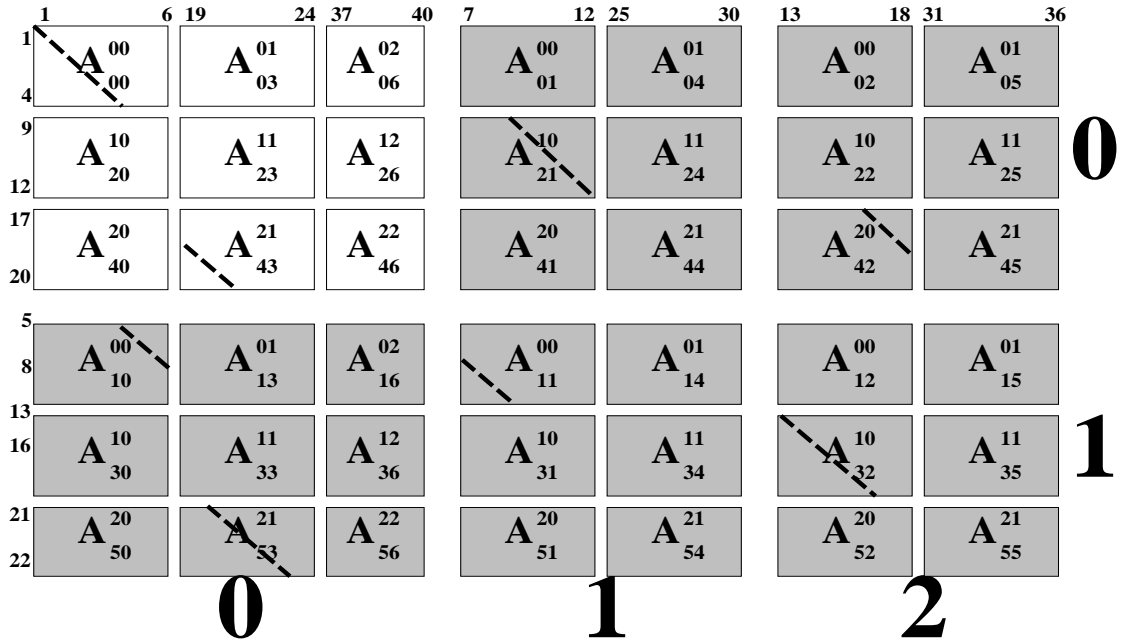 1 6 19 24 37 40 7 12 25 30 13 18 31 36
1 A 00 00 A 01 03 A 02 06 A 00 01 A 01 04 A 00 02 A 01 05
4
9 A 10 20 A 11 23 A 12 26 A 10 21 A 11 24 A 10 22 A 11 25 0
12
17 A 20 40 A 21 43 A 22 46 A 20 41 A 21 44 A 20 42 A 21 45
20
5 A 00 10 A 01 13 A 02 16 A 00 11 A 01 14 A 00 12 A 01 15
8
13 A 10 30 A 11 33 A 12 36 A 10 31 A 11 34 A 10 32 A 11 35 1
16
21 A 20 50 A 21 53 A 22 56 A 20 51 A 21 54 A 20 52 A 21 55
22
0 1 2